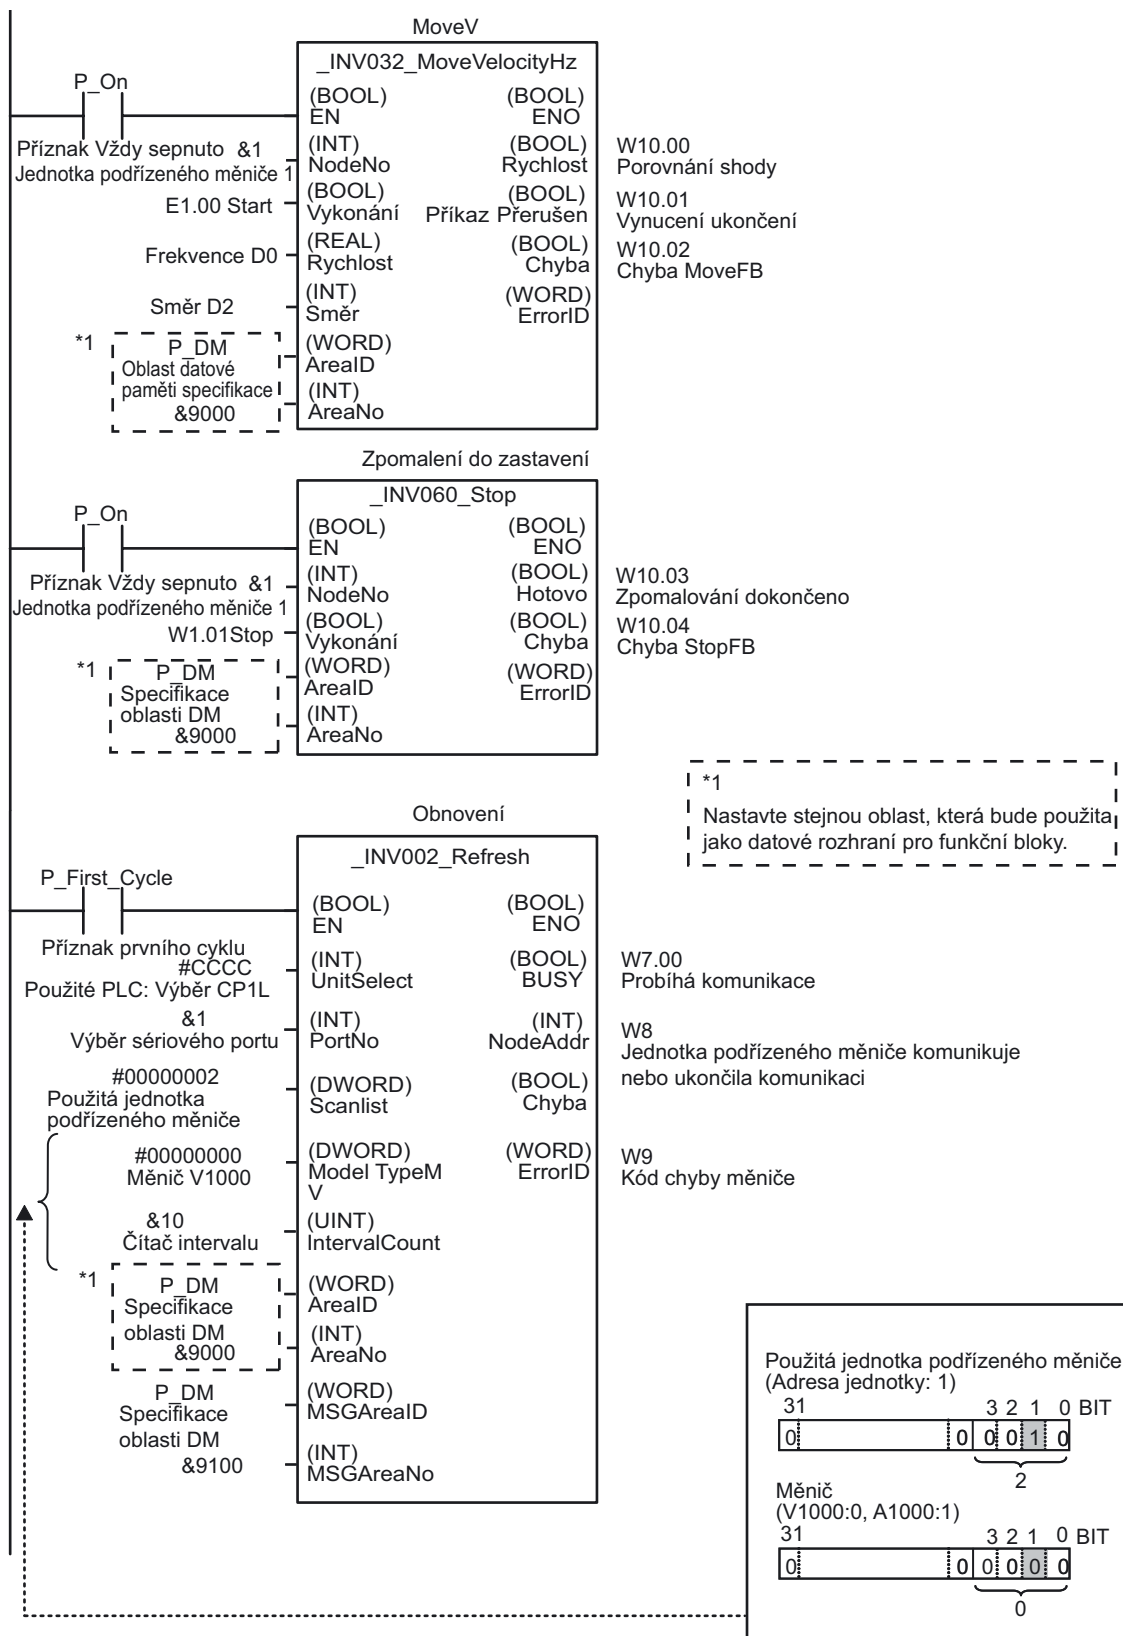 MoveV
_INV032_MoveVelocityHz
P_On
(BOOL) (BOOL)
EN ENO
Příznak Vždy sepnuto &1
Jednotka podřízeného měniče 1
(INT) (BOOL)
NodeNo Rychlost
W10.00
Porovnání shody
E1.00 Start
(BOOL) (BOOL)
Vykonání Příkaz Přerušen
W10.01
Vynucení ukončení
Frekvence D0
(REAL) (BOOL)
Rychlost Chyba
W10.02
Chyba MoveFB
Směr D2
(INT) (WORD)
Směr ErrorID
*1
P_DM
Oblast datové
paměti specifikace
&9000
(WORD)
AreaID
(INT)
AreaNo
Zpomalení do zastavení
_INV060_Stop
P_On
(BOOL) (BOOL)
EN ENO
Příznak Vždy sepnuto &1
Jednotka podřízeného měniče 1
(INT) (BOOL)
NodeNo Hotovo
W10.03
Zpomalování dokončeno
W1.01Stop
(BOOL) (BOOL)
Vykonání Chyba
W10.04
Chyba StopFB
*1
P_DM
Specifikace
oblasti DM
&9000
(WORD) (WORD)
AreaID ErrorID
(INT)
AreaNo
*1
Nastavte stejnou oblast, která bude použita
jako datové rozhraní pro funkční bloky.
Obnovení
_INV002_Refresh
P_First_Cycle
(BOOL) (BOOL)
EN ENO
Příznak prvního cyklu
#CCCC
Použité PLC: Výběr CP1L
(INT) (BOOL)
UnitSelect BUSY
W7.00
Probíhá komunikace
&1
Výběr sériového portu
(INT) (INT)
PortNo NodeAddr
W8
Jednotka podřízeného měniče komunikuje
nebo ukončila komunikaci
#00000002
Použitá jednotka
podřízeného měniče
(DWORD) (BOOL)
Scanlist Chyba
#00000000
Měnič V1000
(DWORD) (WORD)
Model TypeM ErrorID
V
W9
Kód chyby měniče
&10
Čítač intervalu
(UINT)
IntervalCount
*1
P_DM
Specifikace
oblasti DM
&9000
(WORD)
AreaID
(INT)
AreaNo
P_DM
Specifikace
oblasti DM
&9100
(WORD)
MSGAreaID
(INT)
MSGAreaNo
Použitá jednotka podřízeného měniče
(Adresa jednotky: 1)
31 3 2 1 0 BIT
0 0 0 0 1 0
2
Měnič
(V1000:0, A1000:1)
31 3 2 1 0 BIT
0 0 0 0 0 0
0